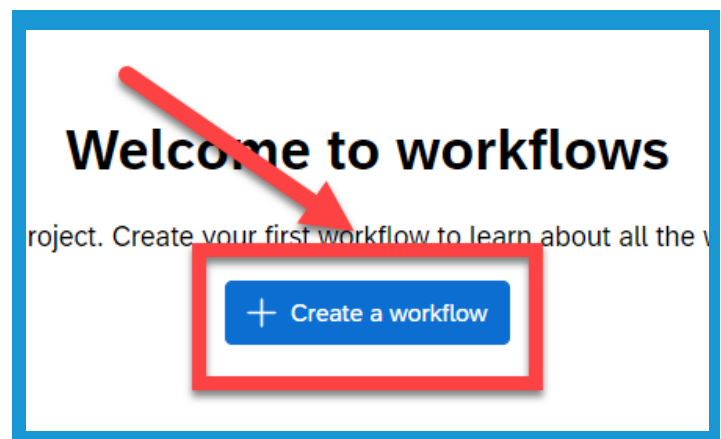 Welcome to workflows
roject. Create your first workflow to learn about all the
+ Create a workflow